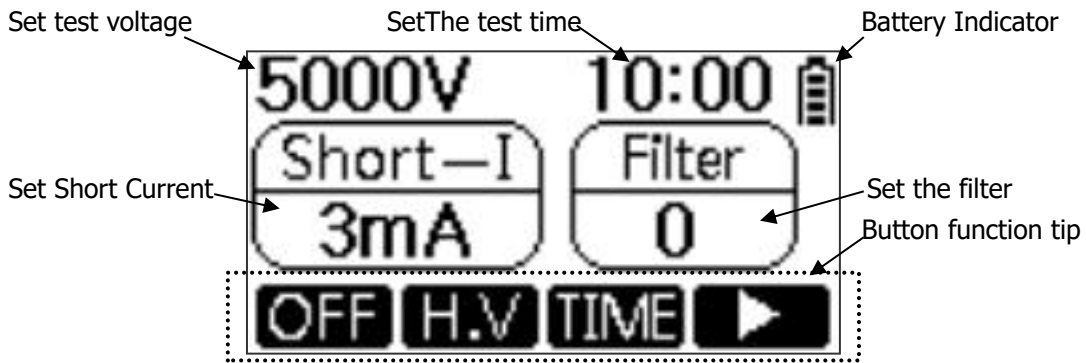 Set test voltage
SetThe test time
Battery Indicator
5000V
10:00
Short-I
Filter
Set Short Current
3mA
0
Set the filter
Button function tip
OFF
H.V
TIME